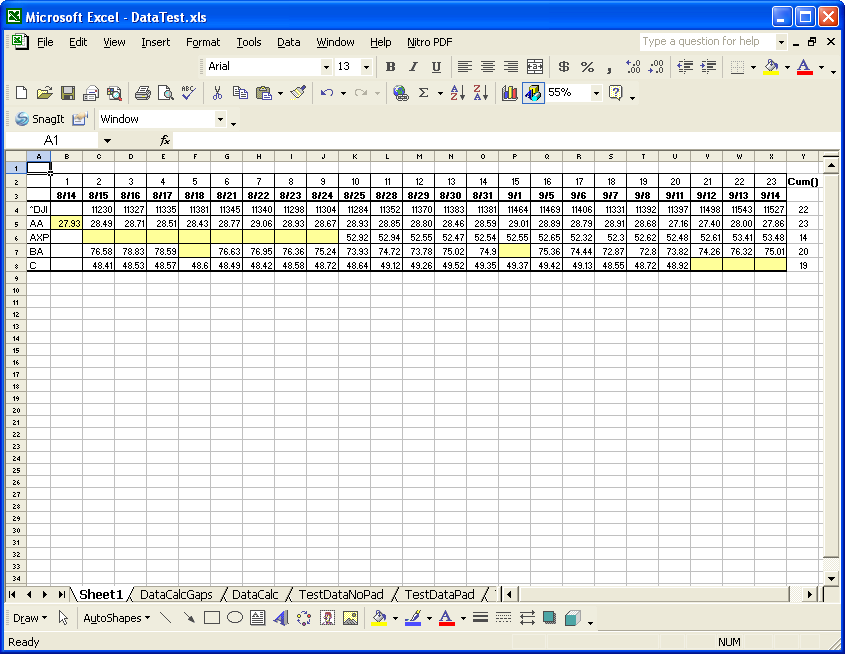 Microsoft Excel - DataTest.xls
File Edit View Insert Format Tools Data Window Help Nitro PDF Type a question for help
Arial 13 B I U $ % ,
55%
SnagIt Window
A1 fx
A B C D E F G H I J K L M N O P Q R S T U V W X Y
1
2 1 2 3 4 5 6 7 8 9 10 11 12 13 14 15 16 17 18 19 20 21 22 23 Cum()
3 8/14 8/15 8/16 8/17 8/18 8/21 8/22 8/23 8/24 8/25 8/28 8/29 8/30 8/31 9/1 9/5 9/6 9/7 9/8 9/11 9/12 9/13 9/14
4 ^DJI 11230 11327 11335 11381 11345 11340 11298 11304 11284 11352 11370 11383 11381 11464 11469 11406 11331 11392 11397 11498 11543 11527 22
5 AA 27.93 28.49 28.71 28.51 28.43 28.77 29.06 28.93 28.67 28.93 28.85 28.80 28.46 28.59 29.01 28.89 28.79 28.91 28.68 27.16 27.40 28.00 27.86 23
6 AXP 52.92 52.94 52.55 52.47 52.54 52.55 52.65 52.32 52.3 52.62 52.48 52.61 53.41 53.48 14
7 BA 76.58 78.83 78.59 76.63 76.95 76.36 75.24 73.93 74.72 73.78 75.02 74.9 75.36 74.44 72.87 72.8 73.82 74.26 76.32 75.01 20
8 C 48.41 48.53 48.57 48.6 48.49 48.42 48.58 48.72 48.64 49.12 49.26 49.52 49.35 49.37 49.42 49.13 48.55 48.72 48.92 19
9
10
11
12
13
14
15
16
17
18
19
20
21
22
23
24
25
26
27
28
29
30
31
32
33
34
Sheet1 DataCalcGaps DataCalc TestDataNoPad TestDataPad
Draw AutoShapes
Ready NUM